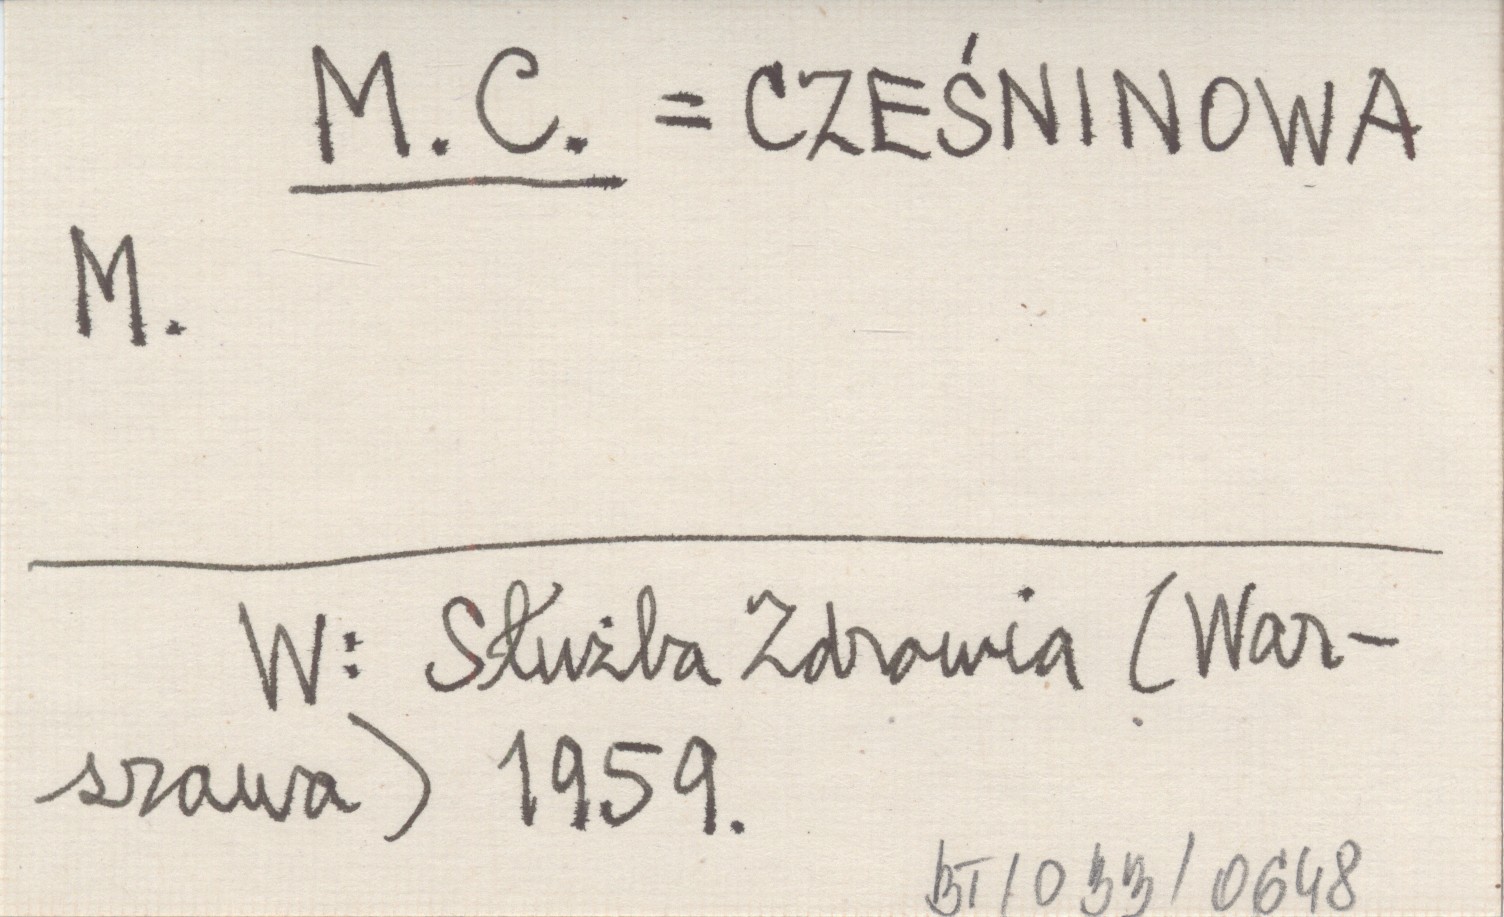 M. C. = CZEŚNINOWA
M.
W: Służba Zdrowia (War-
szawa) 1959.
BT/033/0648